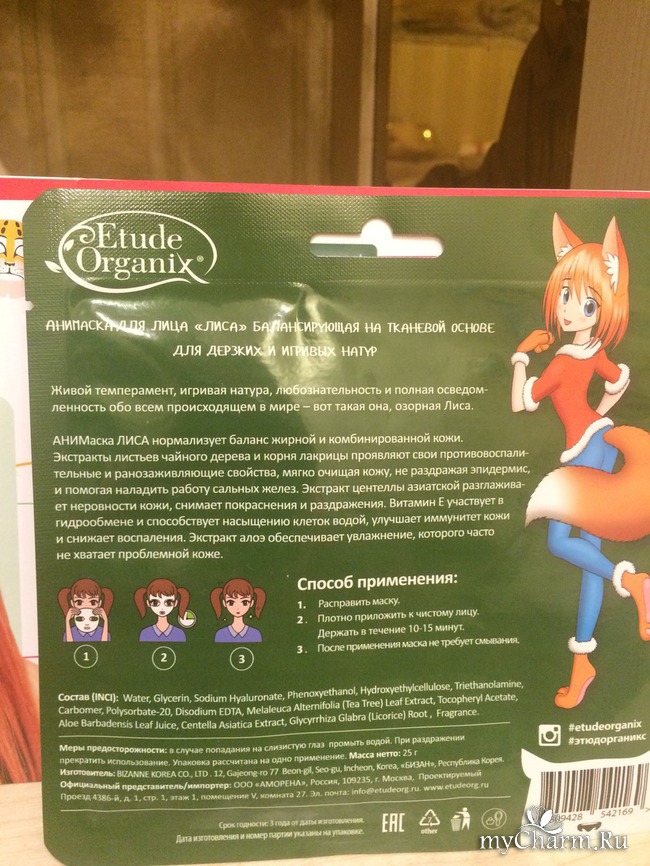 Etude
Organix®
АНИМАСКА ДЛЯ ЛИЦА «ЛИСА» БАЛАНСИРУЮЩАЯ НА ТКАНЕВОЙ ОСНОВЕ
ДЛЯ ДЕРЗКИХ И ИГРИВЫХ НАТУР
Живой темперамент, игривая натура, любознательность и полная осведом-
ленность обо всем происходящем в мире – вот такая она, озорная Лиса.
АНИМаска ЛИСА нормализует баланс жирной и комбинированной кожи.
Экстракты листьев чайного дерева и корня лакрицы проявляют свои противовоспали-
тельные и ранозаживляющие свойства, мягко очищая кожу, не раздражая эпидермис,
и помогая наладить работу сальных желез. Экстракт центеллы азиатской разглажива-
ет неровности кожи, снимает покраснения и раздражения. Витамин Е участвует в
гидрообмене и способствует насыщению клеток водой, улучшает иммунитет кожи
и снижает воспаления. Экстракт алоэ обеспечивает увлажнение, которого часто
не хватает проблемной коже.
1 2 3
Способ применения:
1. Расправить маску.
2. Плотно приложить к чистому лицу.
Держать в течение 10-15 минут.
3. После применения маска не требует смывания.
Состав (INCI): Water, Glycerin, Sodium Hyaluronate, Phenoxyethanol, Hydroxyethylcellulose, Triethanolamine,
Carbomer, Polysorbate-20, Disodium EDTA, Melaleuca Alternifolia (Tea Tree) Leaf Extract, Tocopheryl Acetate,
Aloe Barbadensis Leaf Juice, Centella Asiatica Extract, Glycyrrhiza Glabra (Licorice) Root , Fragrance.
Меры предосторожности: в случае попадания на слизистую глаз промыть водой. При раздражении
прекратить использование. Упаковка рассчитана на одно применение. Масса нетто: 25 г
Изготовитель: BIZANNE KOREA CO., LTD. 12, Gajeong-ro 77 Beon-gil, Seo-gu, Incheon, Korea, «БИЗАН», Республика Корея.
Официальный представитель/импортер: ООО «АМОРЕНА», Россия, 109235, г. Москва, Проектируемый
Проезд 4386-й, д. 1, стр. 1, этаж 1, помещение V, комната 27. Эл. почта: info@etudeorg.ru, www.etudeorg.ru
Срок годности: 3 года от даты изготовления.
Дата изготовления и номер партии указаны на упаковке.
EAC
other
#etudeorganix
#этюдорганикс
09428 542169 >
myCharm.Ru